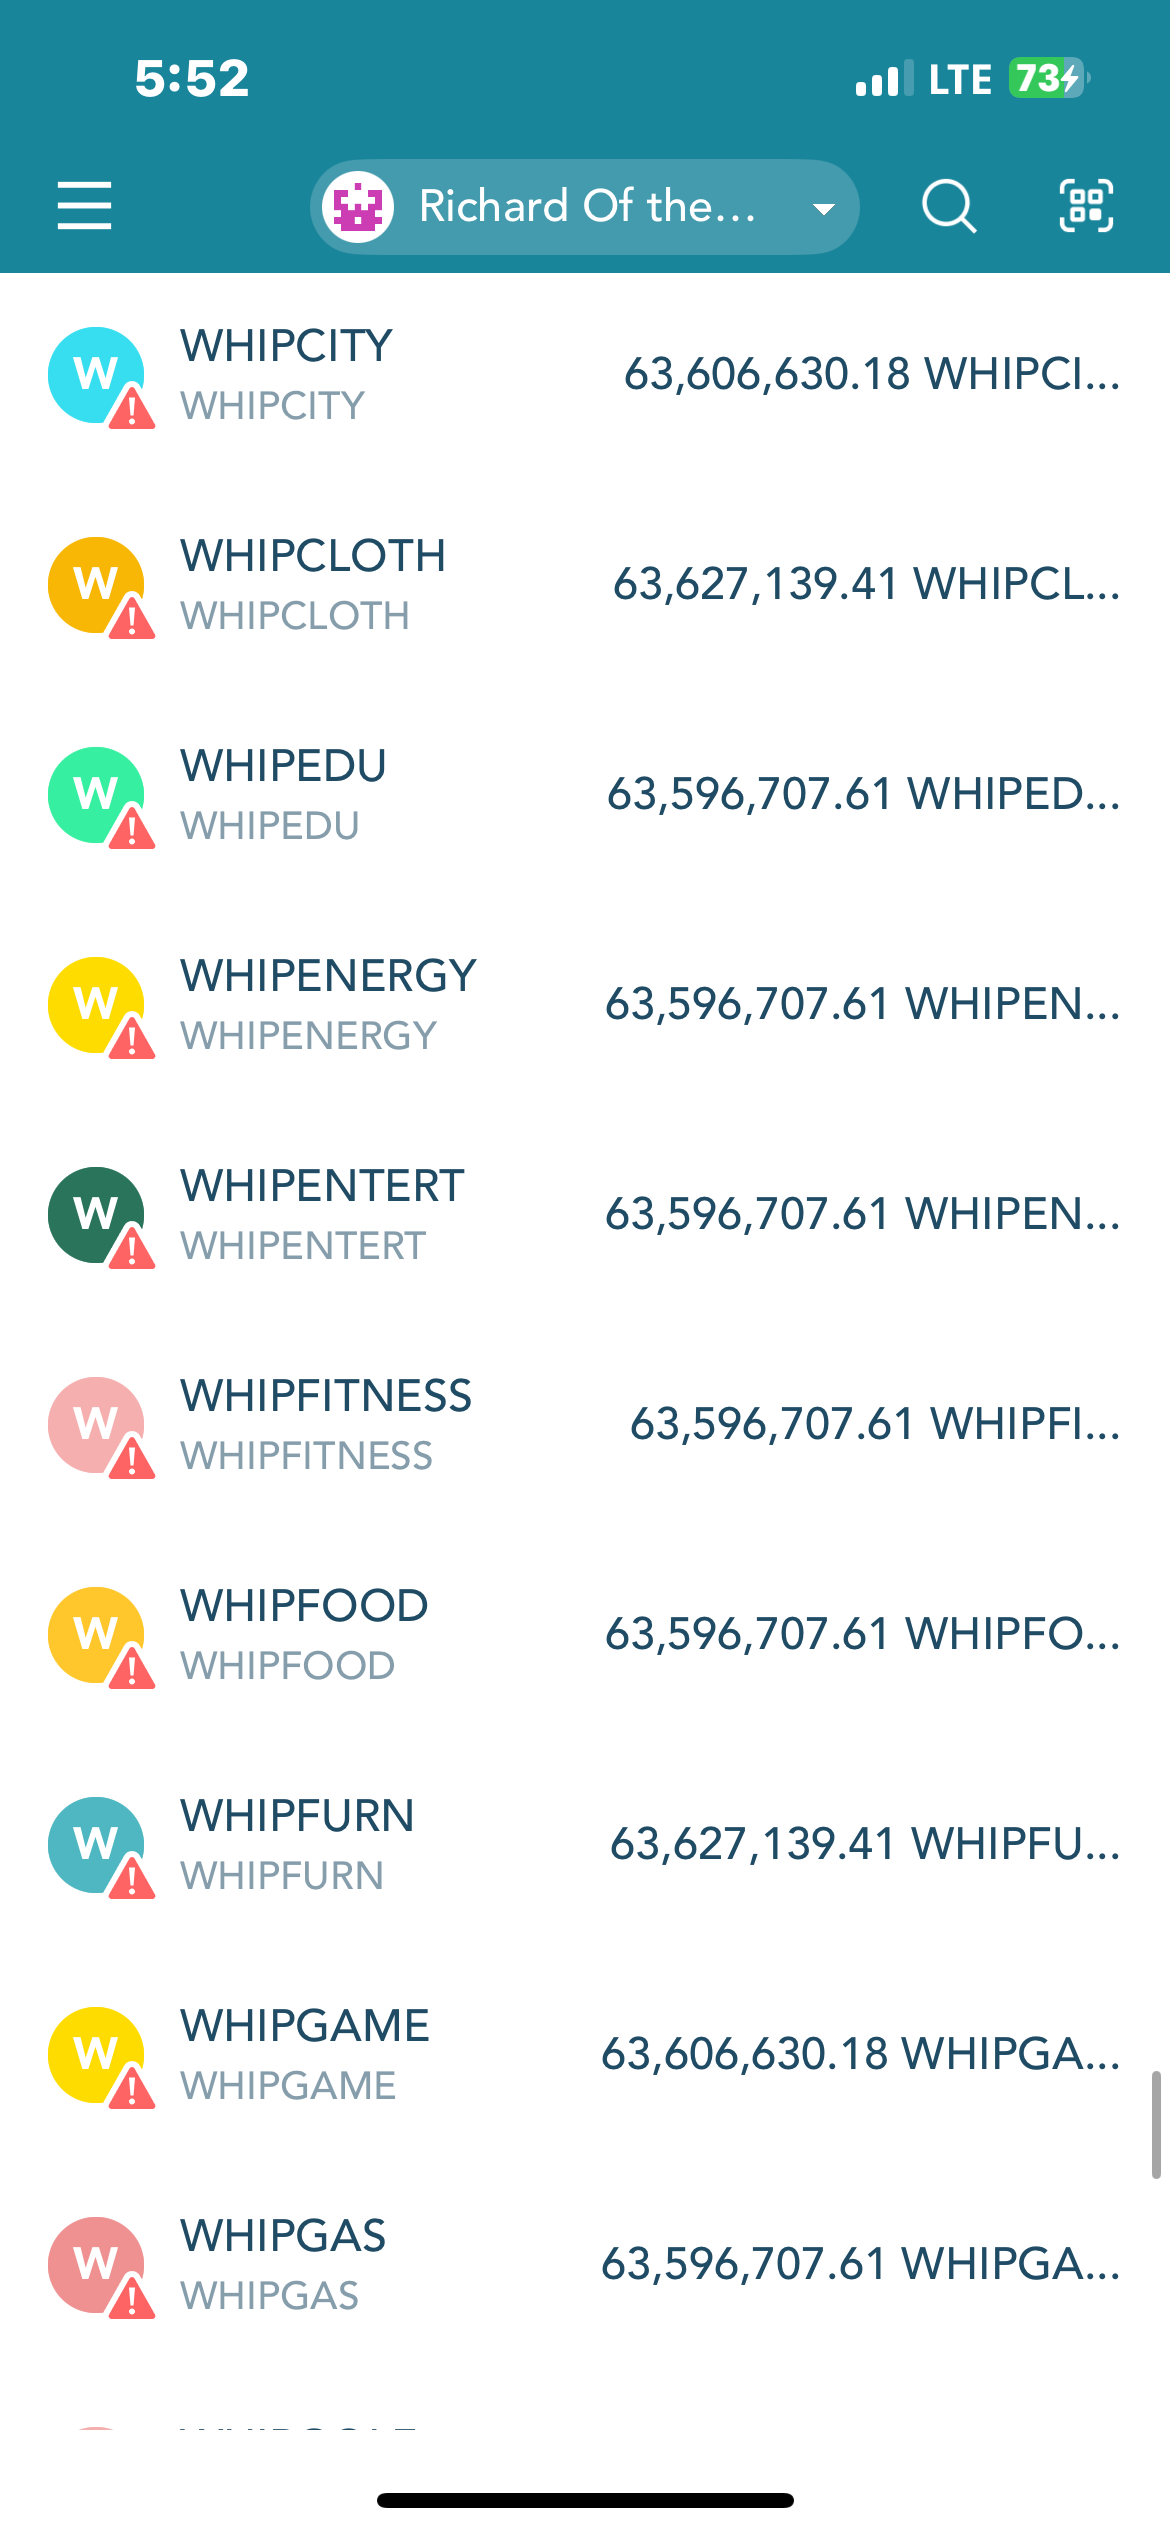 5:52
LTE 73
Richard Of the...
W WHIPCITY
WHIPCITY
63,606,630.18 WHIPCI...
W WHIPCLOTH
WHIPCLOTH
63,627,139.41 WHIPCL...
W WHIPEDU
WHIPEDU
63,596,707.61 WHIPED...
W WHIPENERGY
WHIPENERGY
63,596,707.61 WHIPEN...
W WHIPENTERT
WHIPENTERT
63,596,707.61 WHIPEN...
W WHIPFITNESS
WHIPFITNESS
63,596,707.61 WHIPFI...
W WHIPFOOD
WHIPFOOD
63,596,707.61 WHIPFO...
W WHIPFURN
WHIPFURN
63,627,139.41 WHIPFU...
W WHIPGAME
WHIPGAME
63,606,630.18 WHIPGA...
W WHIPGAS
WHIPGAS
63,596,707.61 WHIPGA...